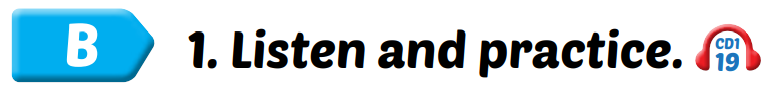 B 1. Listen and practice. CD1
19